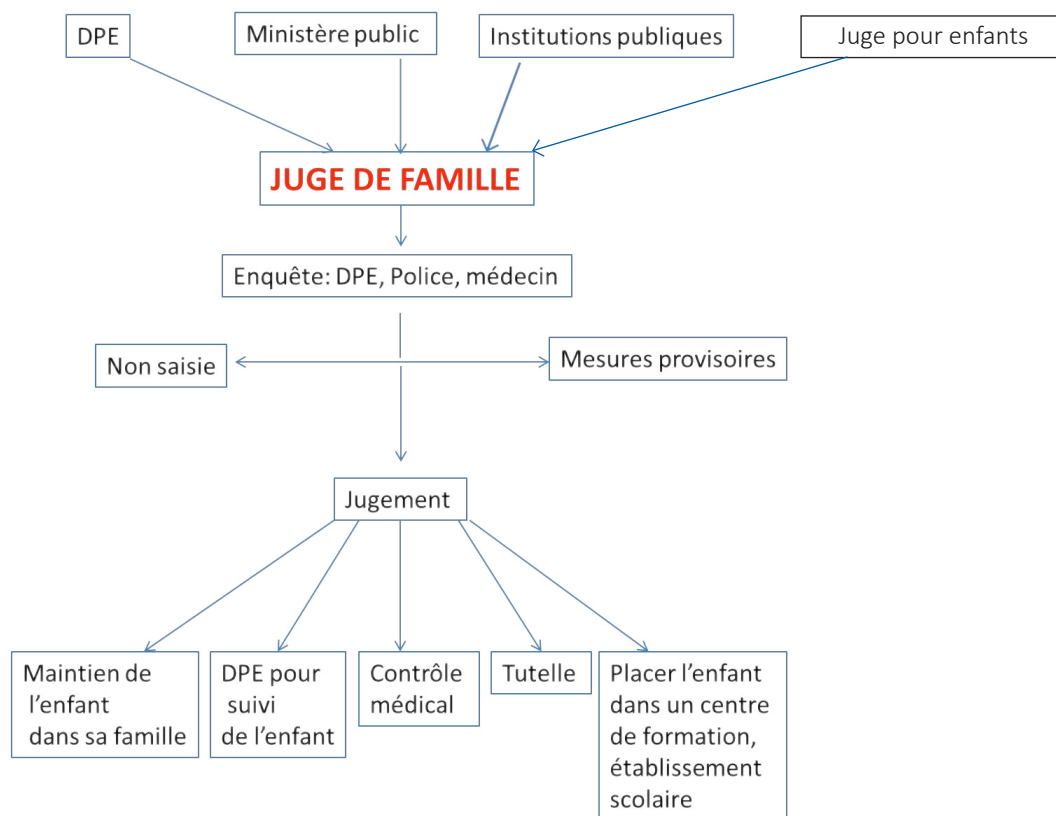 DPE
Ministère public
Institutions publiques
Juge pour enfants
JUGE DE FAMILLE
Enquête: DPE, Police, médecin
Non saisie
Mesures provisoires
Jugement
Maintien de
l'enfant
dans sa famille
DPE pour
suivi
de l'enfant
Contrôle
médical
Tutelle
Placer l'enfant
dans un centre
de formation,
établissement
scolaire